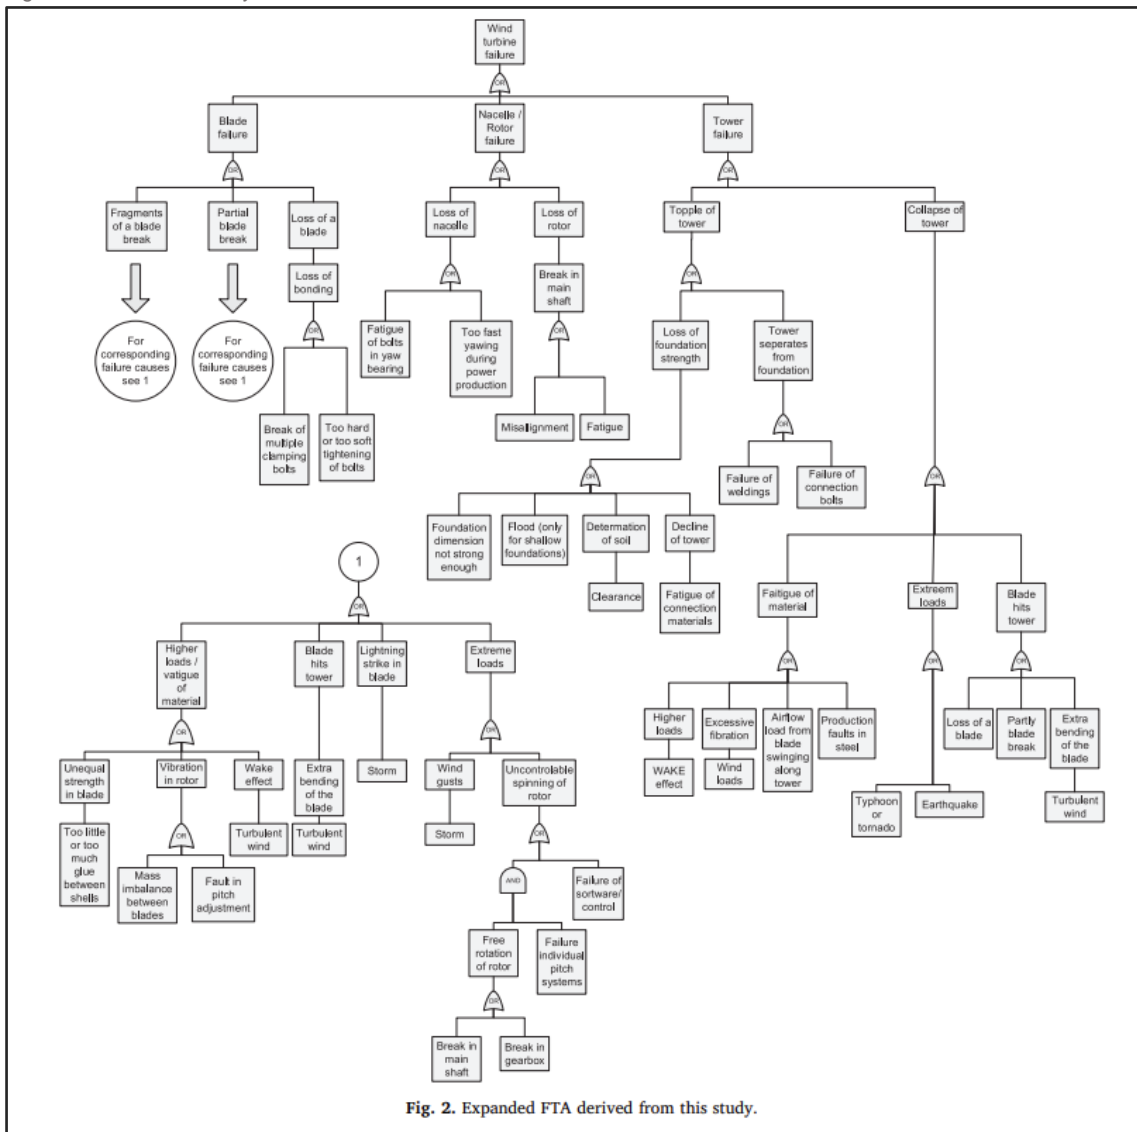 Wind
turbine
failure
OR
Blade
failure
Nacelle /
Rotor
failure
Tower
failure
OR
OR
OR
Fragments
of a blade
break
Partial
blade
break
Loss of a
blade
Loss of
nacelle
Loss of
rotor
Topple of
tower
Collapse of
tower
Loss of
bonding
OR
Break in
main
shaft
OR
For
corresponding
failure causes
see 1
For
corresponding
failure causes
see 1
OR
Fatigue
of bolts
in yaw
bearing
Too fast
yawing
during
power
production
OR
Loss of
foundation
strength
Tower
seperates
from
foundation
Break of
multiple
clamping
bolts
Too hard
or too soft
tightening
of bolts
Misallignment
Fatigue
OR
OR
Failure of
weldings
Failure of
connection
bolts
OR
Foundation
dimension
not strong
enough
Flood (only
for shallow
foundations)
Determation
of soil
Decline
of tower
Clearance
Fatigue of
connection
materials
Faitigue of
material
Extreem
loads
Blade
hits
tower
OR
OR
OR
Higher
loads
Excessive
fibration
Airflow
load from
blade
swinging
along
tower
Production
faults in
steel
Loss of a
blade
Partly
blade
break
Extra
bending
of the
blade
WAKE
effect
Wind
loads
Typhoon
or
tornado
Earthquake
Turbulent
wind
1
OR
Higher
loads /
vatigue
of
material
Blade
hits
tower
Lightning
strike in
blade
Extreme
loads
OR
OR
Unequal
strength
in blade
Vibration
in rotor
Wake
effect
Extra
bending
of the
blade
Storm
Wind
gusts
Uncontrolable
spinning of
rotor
Too little
or too
much
glue
between
shells
OR
Turbulent
wind
Turbulent
wind
Storm
OR
Mass
imbalance
between
blades
Fault in
pitch
adjustment
AND
Failure of
sortware/
control
Free
rotation
of rotor
Failure
individual
pitch
systems
OR
Break in
main
shaft
Break in
gearbox
Fig. 2. Expanded FTA derived from this study.